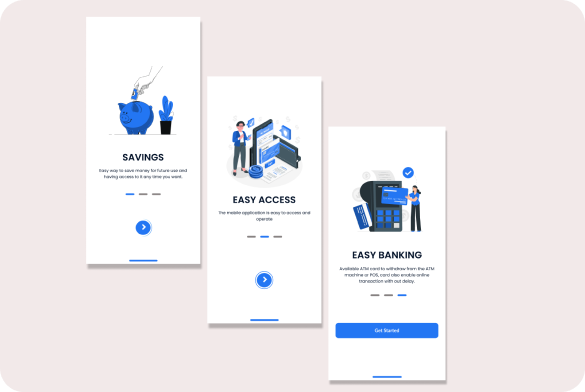 SAVINGS
Easy way to save money for future use and
having access to it any time you want.
EASY ACCESS
The mobile application is easy to access and
operate
EASY BANKING
Available ATM card to withdraw from the ATM
machine or POS, card also enable online
transaction with out delay.
Get Started